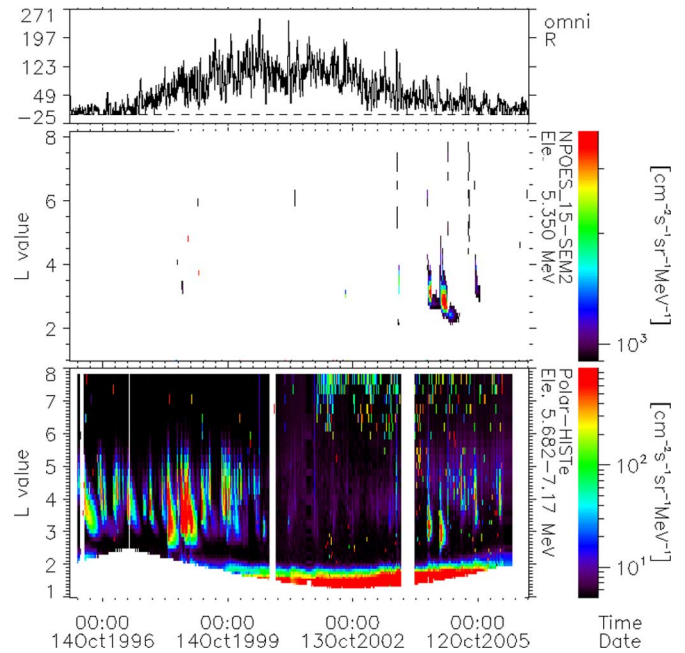 271
197
123
49
−25
omni
R
8
6
4
2
L value
NPOES_15−SEM2
Ele. 5.350 MeV
[cm⁻²s⁻¹sr⁻¹MeV⁻¹]
10³
8
7
6
5
4
3
2
1
L value
Polar−HISTe
Ele. 5.682−7.17 MeV
[cm⁻²s⁻¹sr⁻¹MeV⁻¹]
10²
10¹
00:00 00:00 00:00 00:00 Time
14Oct1996 14Oct1999 13Oct2002 12Oct2005 Date